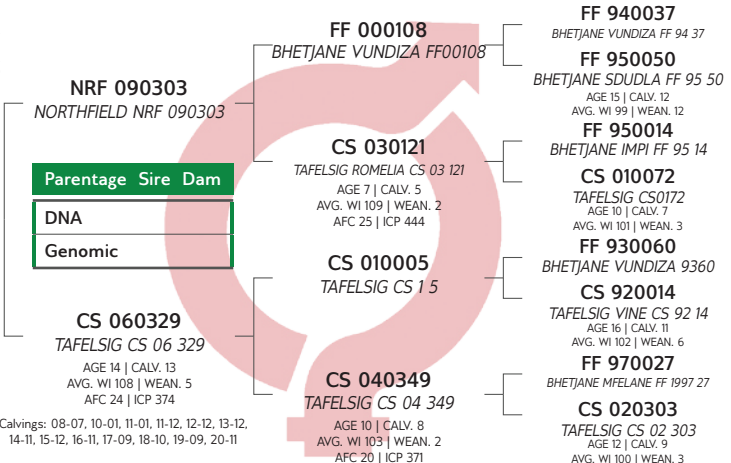 NRF 090303
NORTHFIELD NRF 090303
Parentage Sire Dam
DNA
Genomic
CS 060329
TAFELSIG CS 06 329
AGE 14 | CALV. 13
AVG. WI 108 | WEAN. 5
AFC 24 | ICP 374
Calvings: 08-07, 10-01, 11-01, 11-12, 12-12, 13-12,
14-11, 15-12, 16-11, 17-09, 18-10, 19-09, 20-11
FF 000108
BHETJANE VUNDIZA FF00108
CS 030121
TAFELSIG ROMELIA CS 03 121
AGE 7 | CALV. 5
AVG. WI 109 | WEAN. 2
AFC 25 | ICP 444
CS 010005
TAFELSIG CS 1 5
CS 040349
TAFELSIG CS 04 349
AGE 10 | CALV. 8
AVG. WI 103 | WEAN. 2
AFC 20 | ICP 371
FF 940037
BHETJANE VUNDIZA FF 94 37
FF 950050
BHETJANE SDUDLA FF 95 50
AGE 15 | CALV. 12
AVG. WI 99 | WEAN. 12
FF 950014
BHETJANE IMPI FF 95 14
CS 010072
TAFELSIG CS0172
AGE 10 | CALV. 7
AVG. WI 101 | WEAN. 3
FF 930060
BHETJANE VUNDIZA 9360
CS 920014
TAFELSIG VINE CS 92 14
AGE 16 | CALV. 11
AVG. WI 102 | WEAN. 6
FF 970027
BHETJANE MFELANE FF 1997 27
CS 020303
TAFELSIG CS 02 303
AGE 12 | CALV. 9
AVG. WI 100 | WEAN. 3